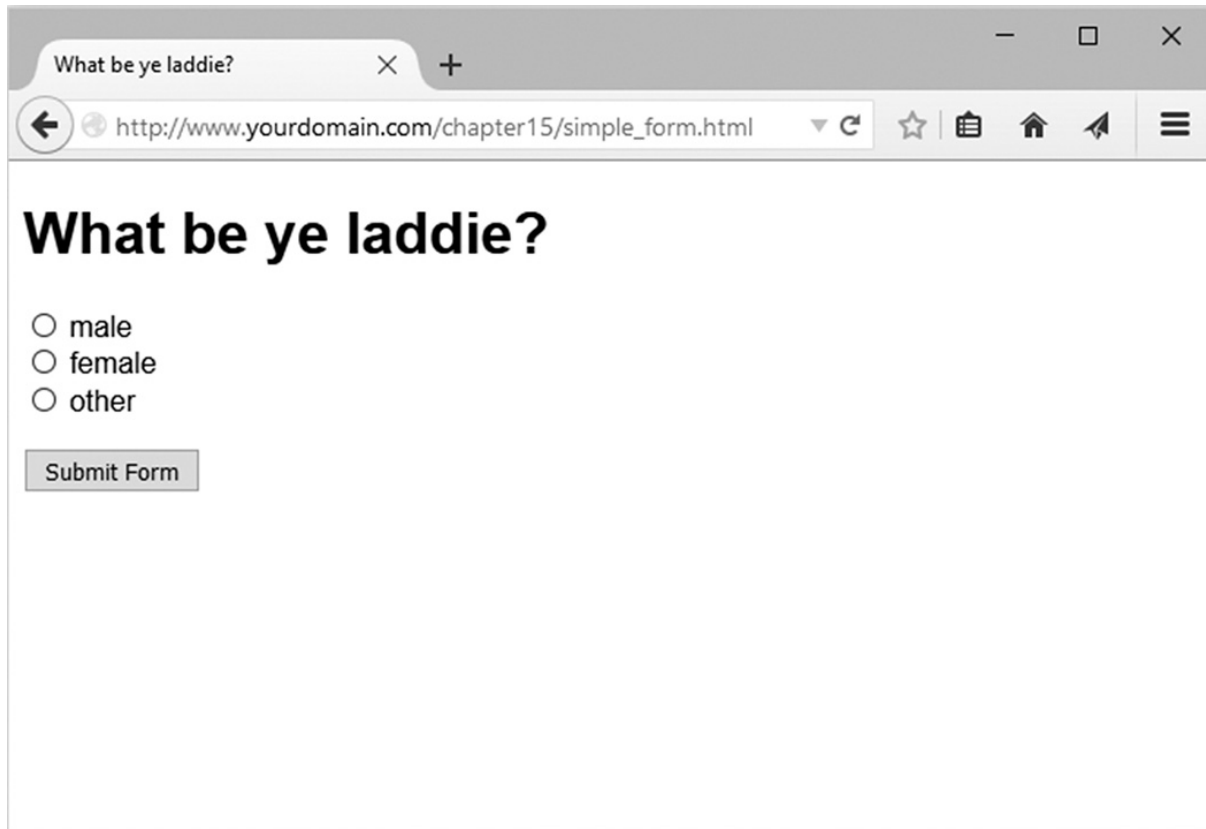 What be ye laddie?
http://www.yourdomain.com/chapter15/simple_form.html
What be ye laddie?
male
female
other
Submit Form